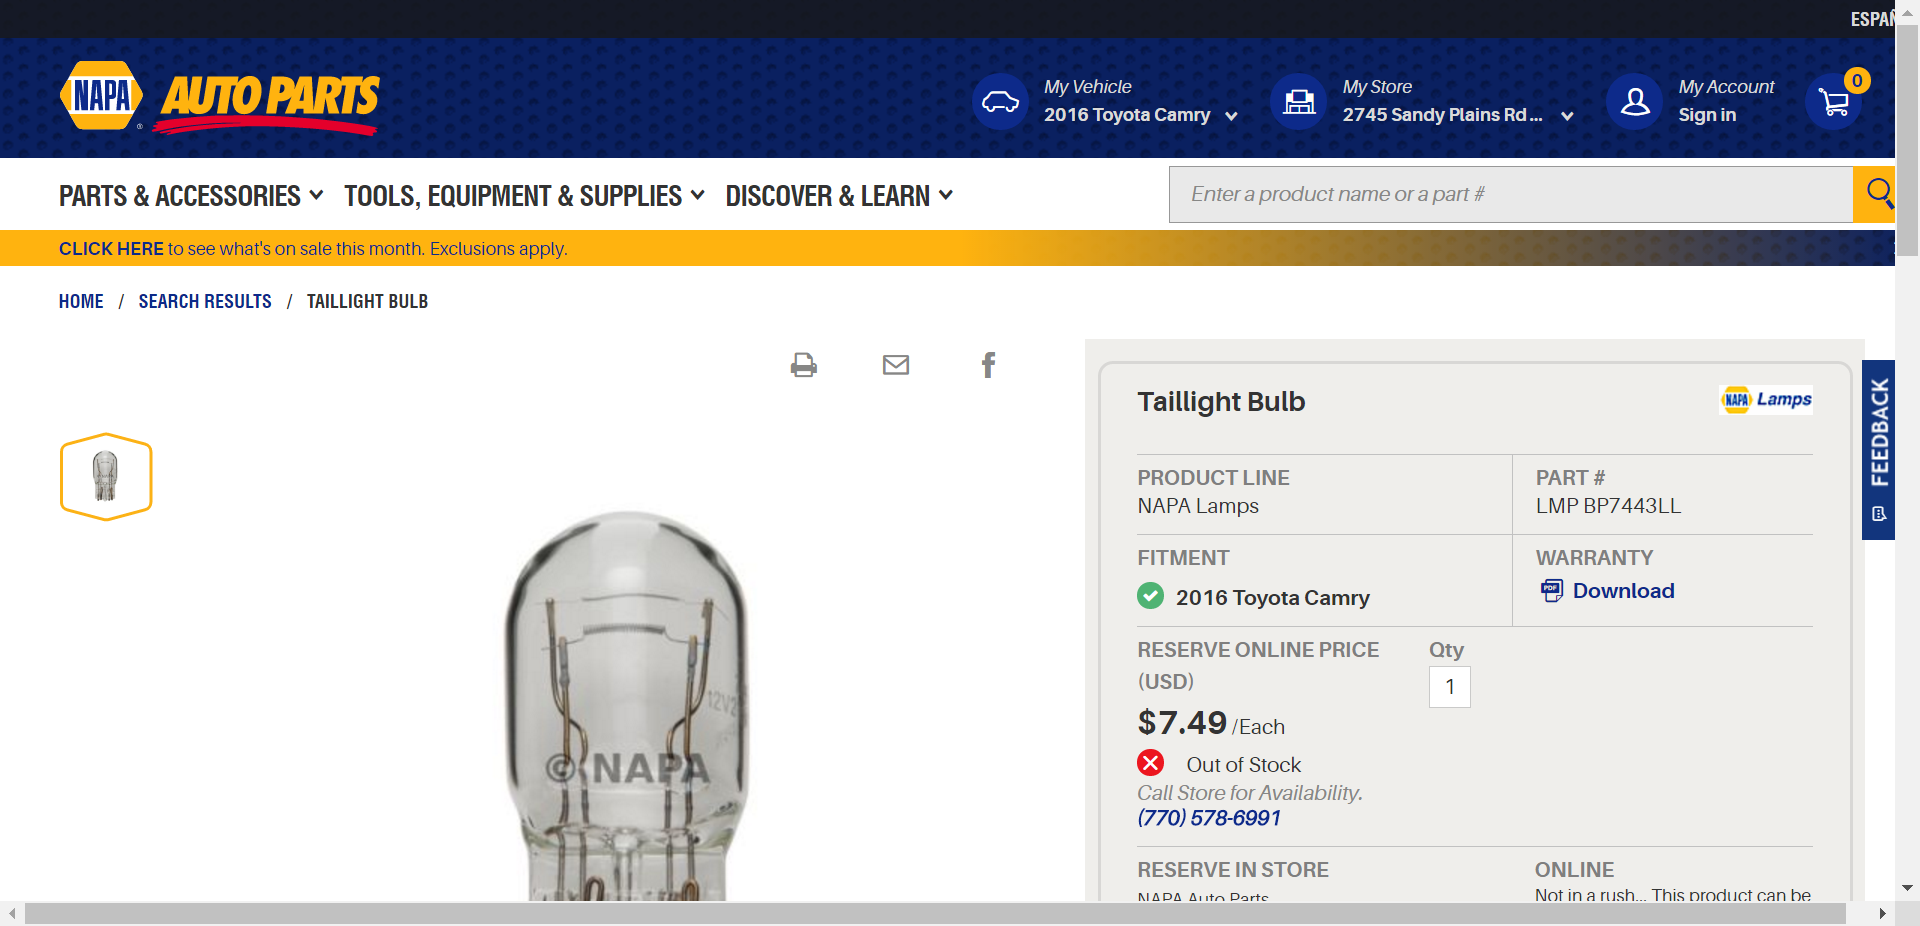 ESPAÑ
NAPA AUTO PARTS
My Vehicle
2016 Toyota Camry
My Store
2745 Sandy Plains Rd...
My Account
Sign in
0
PARTS & ACCESSORIES
TOOLS, EQUIPMENT & SUPPLIES
DISCOVER & LEARN
Enter a product name or a part #
CLICK HERE to see what's on sale this month. Exclusions apply.
HOME / SEARCH RESULTS / TAILLIGHT BULB
12V2
© NAPA
Taillight Bulb
NAPA Lamps
PRODUCT LINE
NAPA Lamps
PART #
LMP BP7443LL
FITMENT
2016 Toyota Camry
WARRANTY
PDF Download
RESERVE ONLINE PRICE
(USD)
Qty
1
$7.49 /Each
Out of Stock
Call Store for Availability.
(770) 578-6991
RESERVE IN STORE
NAPA Auto Parts
ONLINE
Not in a rush... This product can be
FEEDBACK